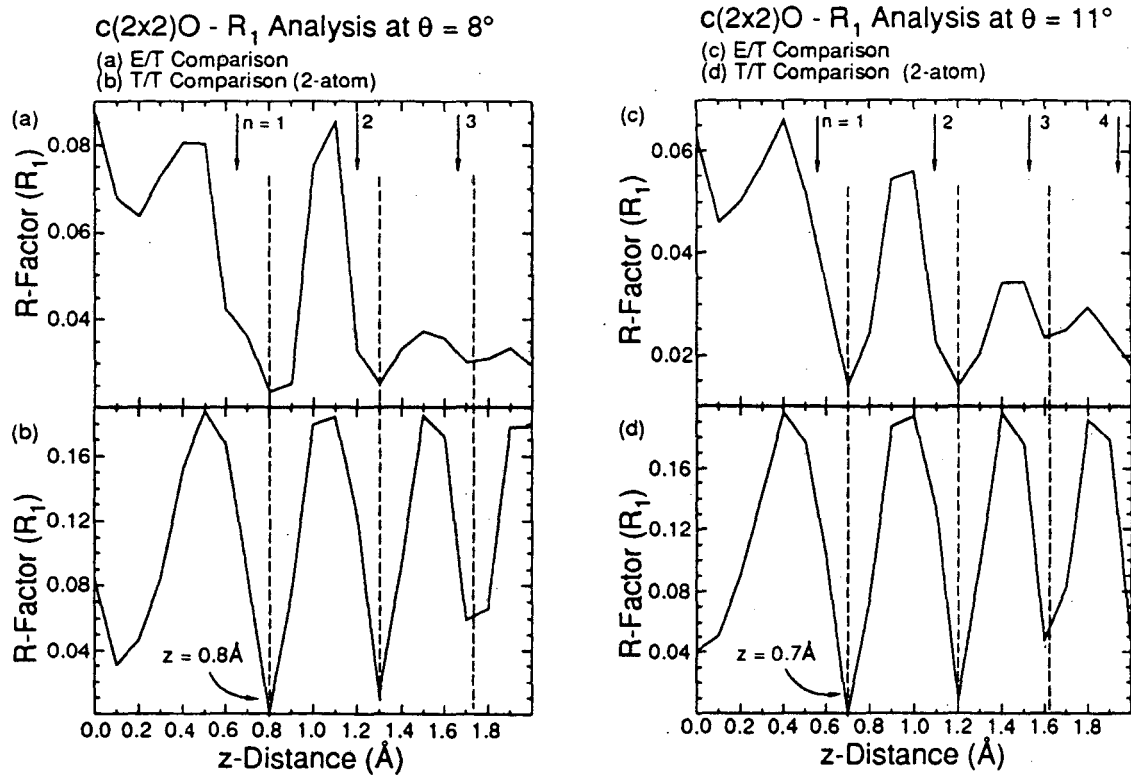 c(2x2)O - R₁ Analysis at θ = 8°
(a) E/T Comparison
(b) T/T Comparison (2-atom)
(a)
n = 1
2
3
0.08
0.06
0.04
R-Factor (R₁)
(b)
0.16
0.12
0.08
0.04
R-Factor (R₁)
z = 0.8Å
0.0 0.2 0.4 0.6 0.8 1.0 1.2 1.4 1.6 1.8
z-Distance (Å)
c(2x2)O - R₁ Analysis at θ = 11°
(c) E/T Comparison
(d) T/T Comparison (2-atom)
(c)
n = 1
2
3
4
0.06
0.04
0.02
R-Factor (R₁)
(d)
0.16
0.12
0.08
0.04
R-Factor (R₁)
z = 0.7Å
0.0 0.2 0.4 0.6 0.8 1.0 1.2 1.4 1.6 1.8
z-Distance (Å)